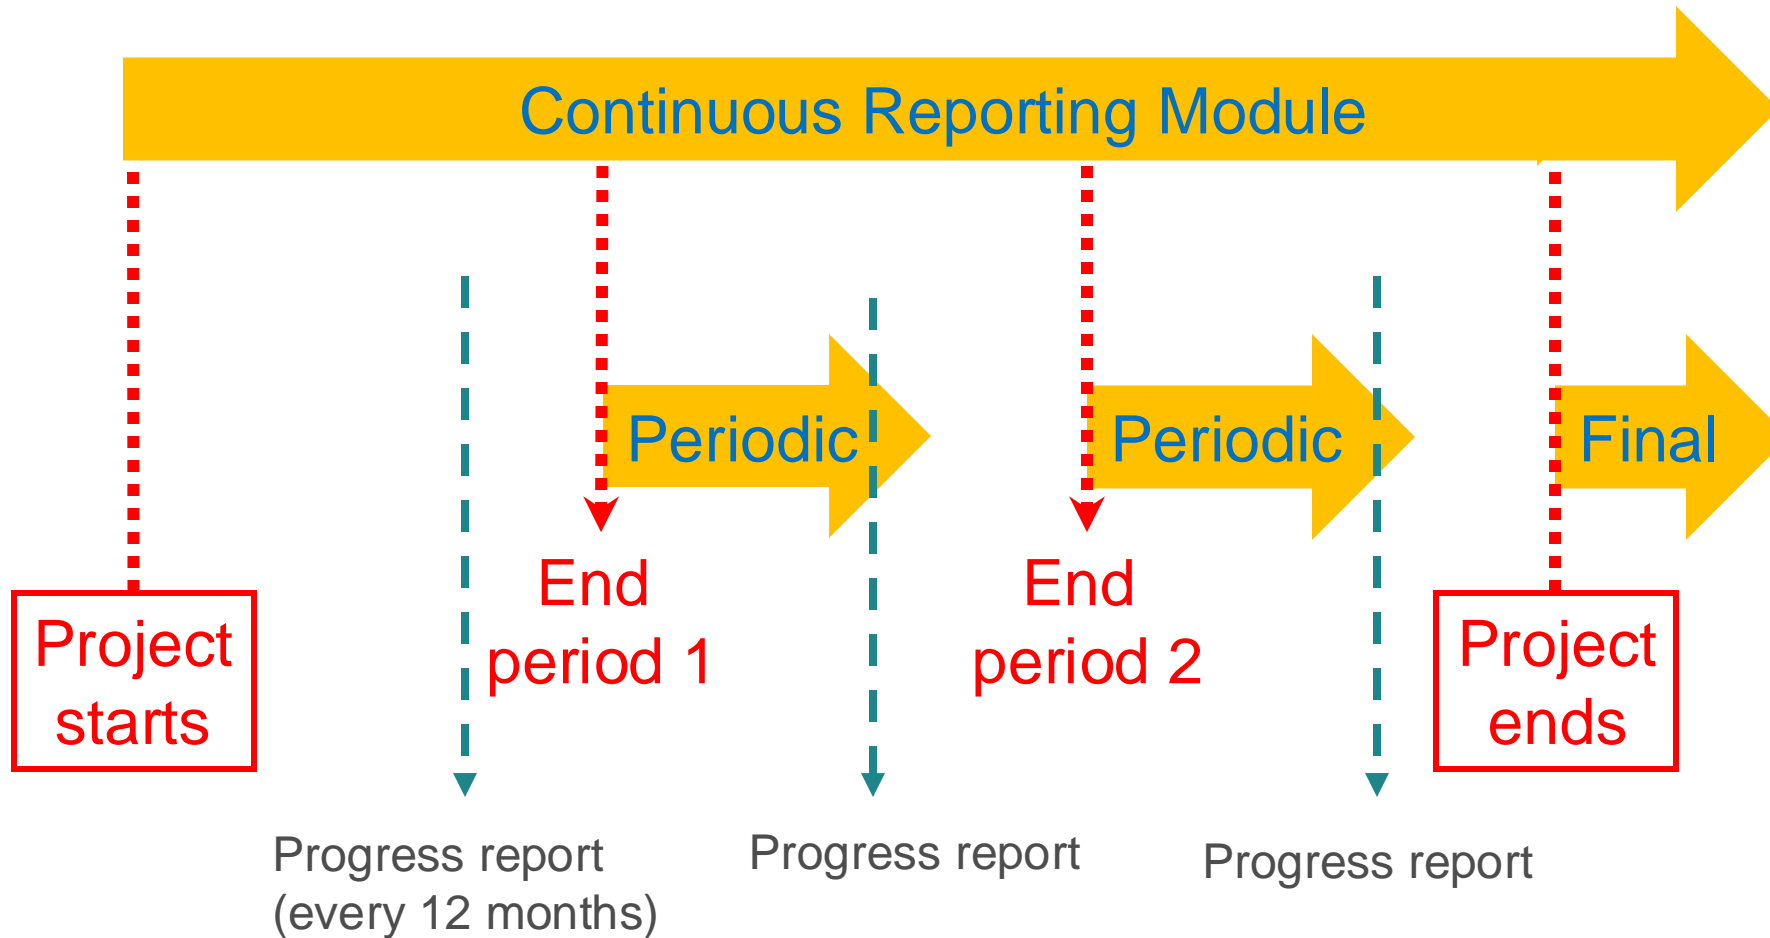 Continuous Reporting Module
Periodic
Periodic
Final
End
period 1
End
period 2
Project
starts
Project
ends
Progress report
(every 12 months)
Progress report
Progress report